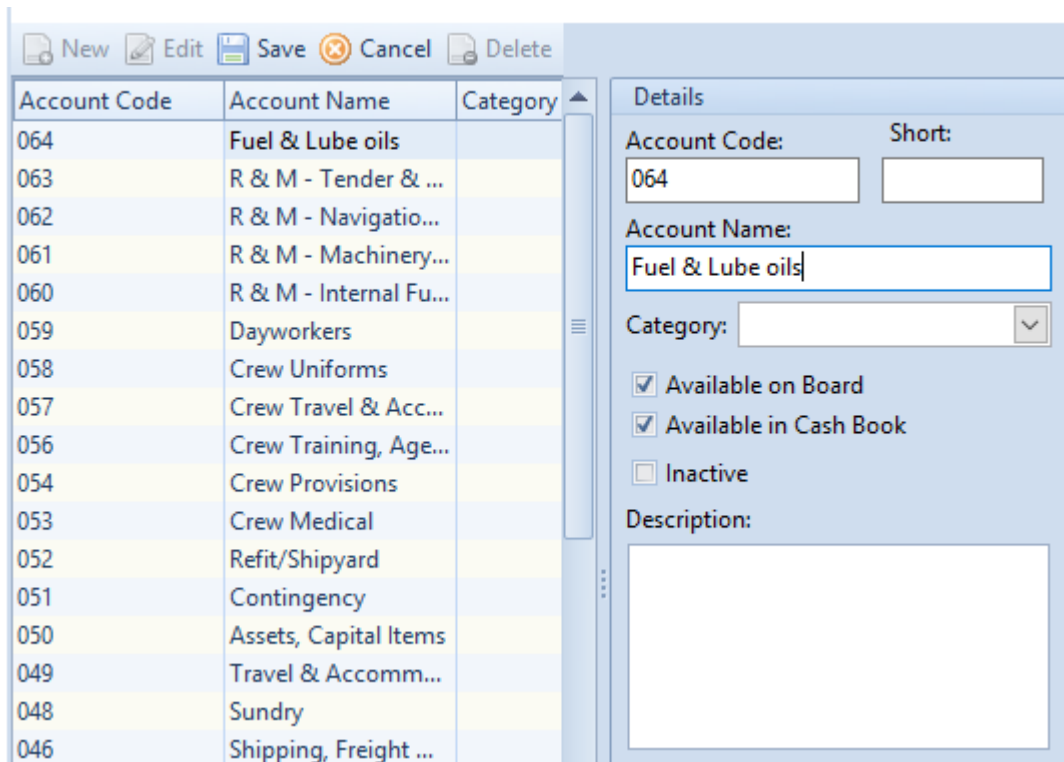 New Edit Save Cancel Delete
Account Code Account Name Category
064 Fuel & Lube oils
063 R & M - Tender & ...
062 R & M - Navigatio...
061 R & M - Machinery...
060 R & M - Internal Fu...
059 Dayworkers
058 Crew Uniforms
057 Crew Travel & Acc...
056 Crew Training, Age...
054 Crew Provisions
053 Crew Medical
052 Refit/Shipyard
051 Contingency
050 Assets, Capital Items
049 Travel & Accomm...
048 Sundry
046 Shipping, Freight ...
Details
Account Code: Short:
064
Account Name:
Fuel & Lube oils
Category:
Available on Board
Available in Cash Book
Inactive
Description: